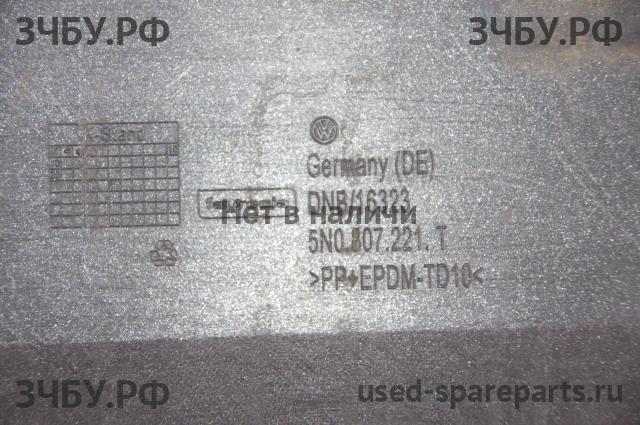 ЗЧБУ.РФ
ЗЧБУ.РФ
Germany (DE)
DNB/16323
Нет в наличи
5N0.807.221. T
>PP+EPDM-TD10<
ЗЧБУ.РФ
used-spareparts.ru